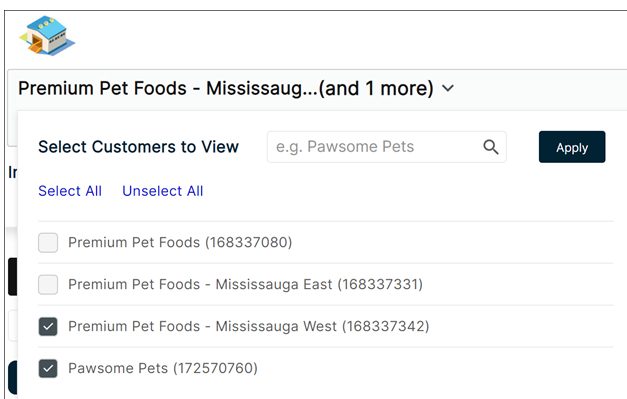 Premium Pet Foods - Mississaug...(and 1 more)
Select Customers to View
e.g. Pawsome Pets
Apply
Select All
Unselect All
Premium Pet Foods (168337080)
Premium Pet Foods - Mississauga East (168337331)
Premium Pet Foods - Mississauga West (168337342)
Pawsome Pets (172570760)